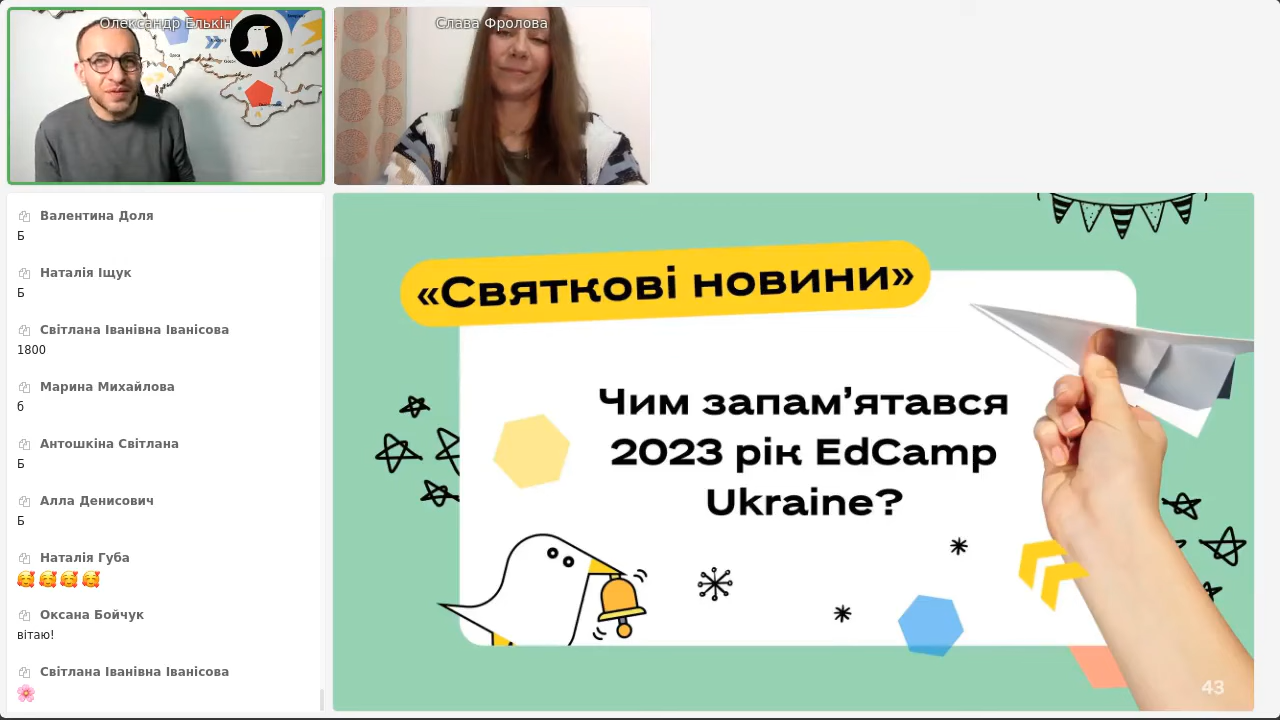 Олександр Елькін
Слава Фролова
Валентина Доля
Б
Наталія Іщук
Б
Світлана Іванівна Іванісова
1800
Марина Михайлова
б
Антошкіна Світлана
Б
Алла Денисович
Б
Наталія Губа
🥰 🥰 🥰 🥰
Оксана Бойчук
вітаю!
Світлана Іванівна Іванісова
🌸
«Святкові новини»
Чим запам’ятався
2023 рік EdCamp
Ukraine?
43